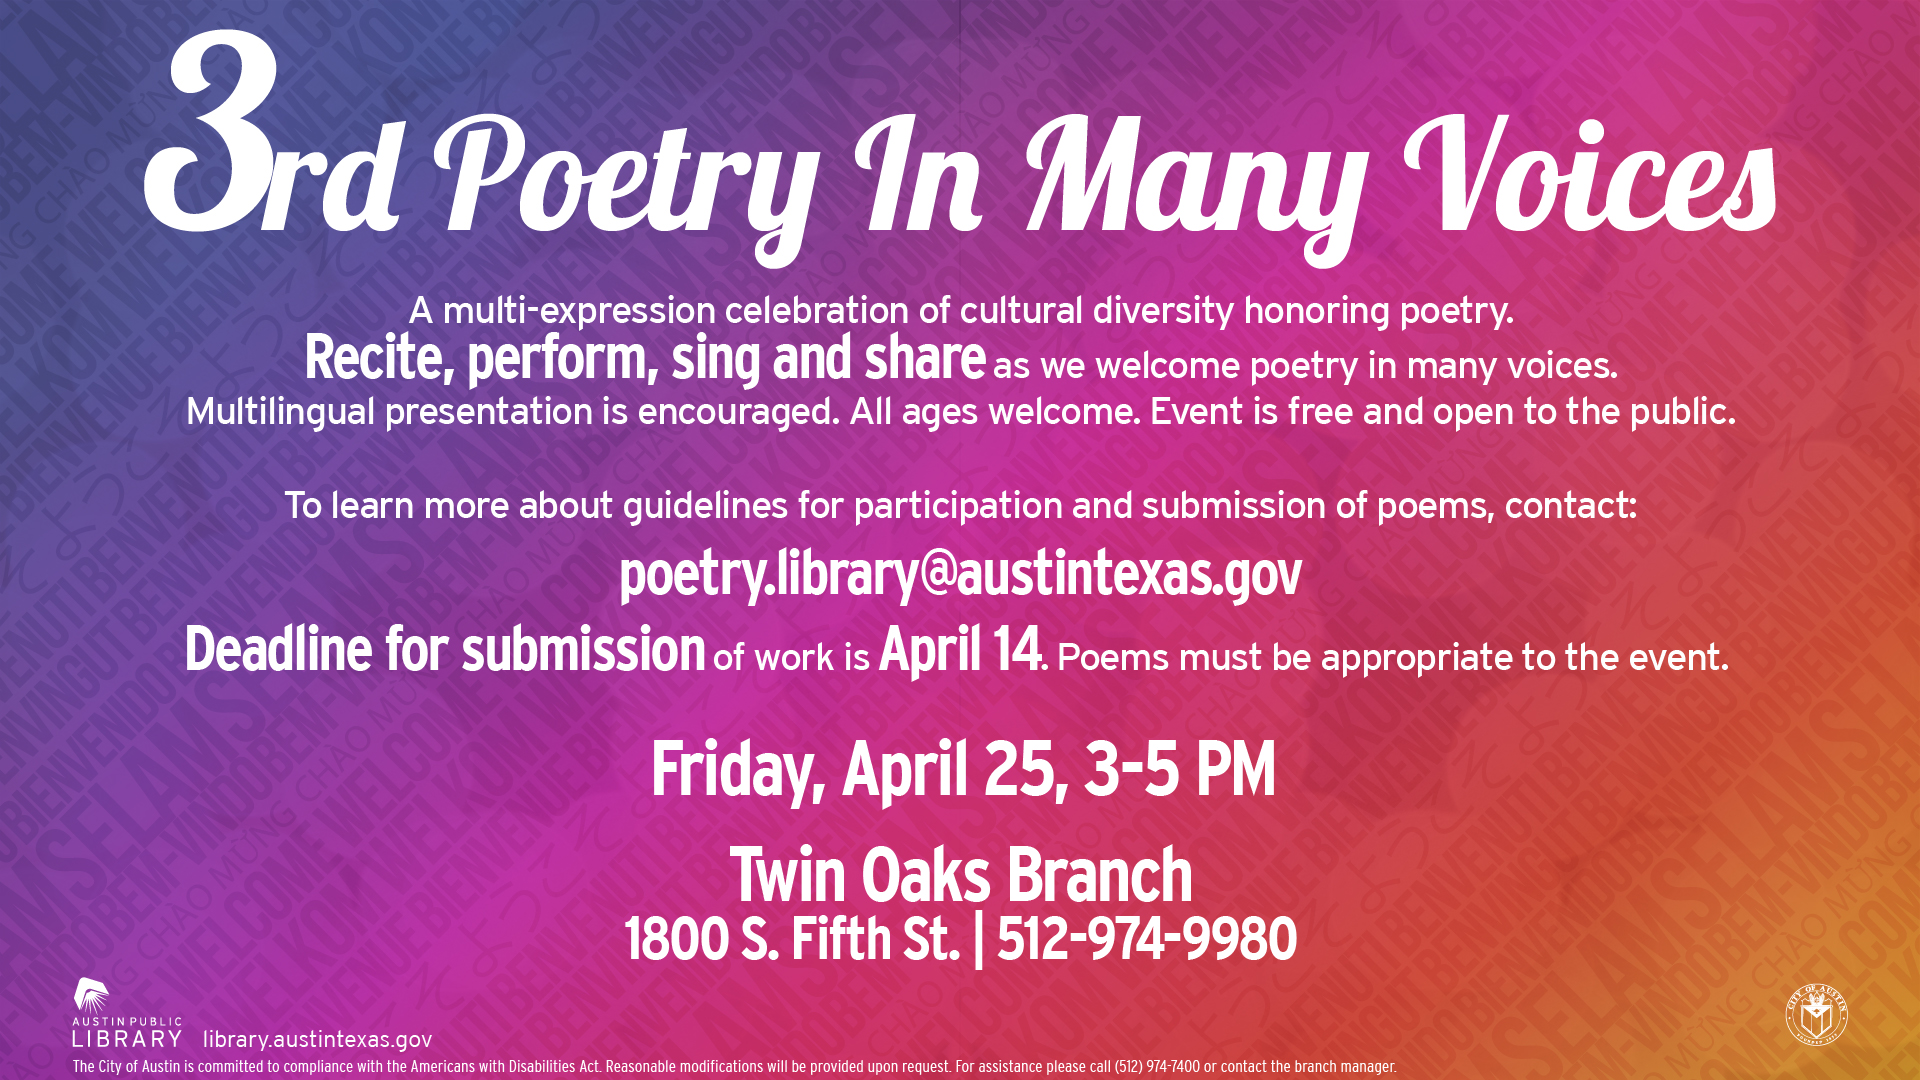 3rd Poetry In Many Voices
A multi-expression celebration of cultural diversity honoring poetry.
Recite, perform, sing and share as we welcome poetry in many voices.
Multilingual presentation is encouraged. All ages welcome. Event is free and open to the public.
To learn more about guidelines for participation and submission of poems, contact:
poetry.library@austintexas.gov
Deadline for submission of work is April 14. Poems must be appropriate to the event.
Friday, April 25, 3-5 PM
Twin Oaks Branch
1800 S. Fifth St. | 512-974-9980
AUSTIN PUBLIC
LIBRARY
library.austintexas.gov
CITY OF AUSTIN
FOUNDED 1839
The City of Austin is committed to compliance with the Americans with Disabilities Act. Reasonable modifications will be provided upon request. For assistance please call (512) 974-7400 or contact the branch manager.